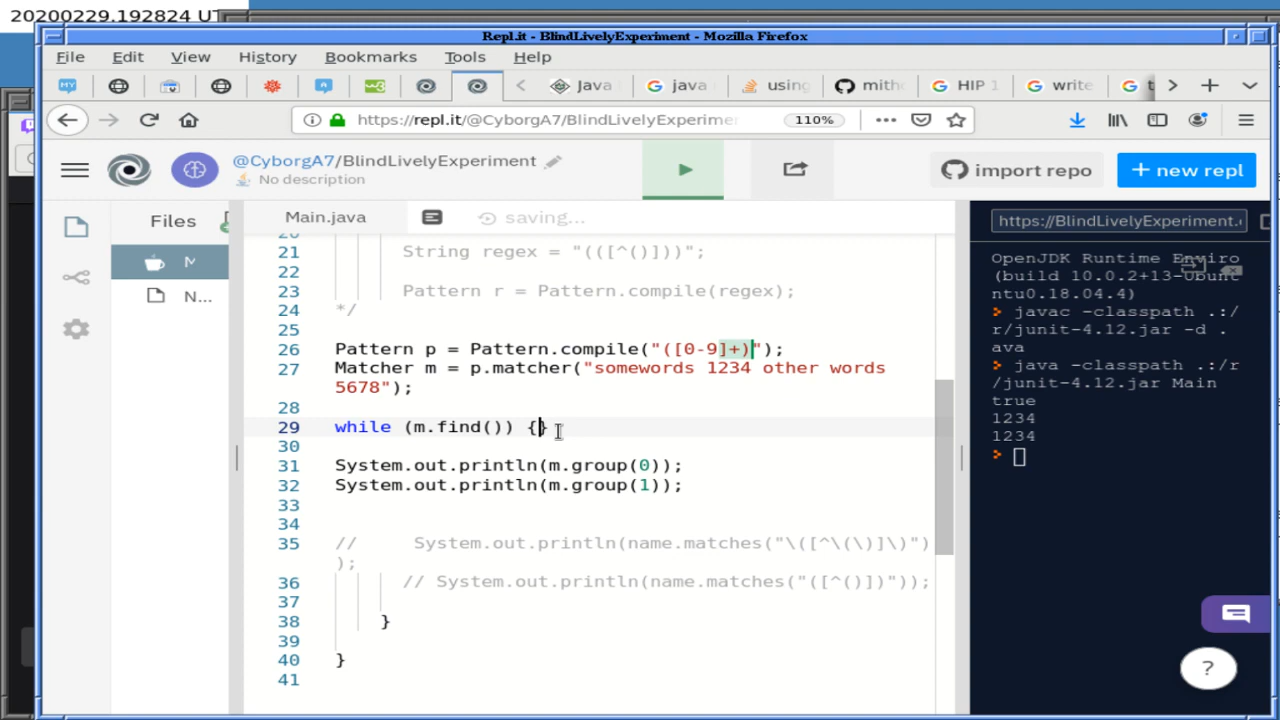 20200229.192824 UT
Repl.it - BlindLivelyExperiment - Mozilla Firefox
File Edit View History Bookmarks Tools Help
Java java using mith HIP 1 write t
https://repl.it/@CyborgA7/BlindLivelyExperimer 110%
@CyborgA7/BlindLivelyExperiment
No description
import repo
+ new repl
Files
M
N...
Main.java
saving...
20
21 String regex = "(([^()]))";
22
23 Pattern r = Pattern.compile(regex);
24 */
25
26 Pattern p = Pattern.compile("([0-9]+)");
27 Matcher m = p.matcher("somewords 1234 other words
5678");
28
29 while (m.find()) {}
30
31 System.out.println(m.group(0));
32 System.out.println(m.group(1));
33
34
35 // System.out.println(name.matches("\([^\(\)]\)")
);
36 // System.out.println(name.matches("([^()])"));
37
38 }
39
40 }
41
https://BlindLivelyExperiment.
OpenJDK Runtime Enviro
(build 10.0.2+13-Ubun
ntu0.18.04.4)
> javac -classpath .:/
r/junit-4.12.jar -d .
ava
> java -classpath .:/r
/junit-4.12.jar Main
true
1234
1234
>
?